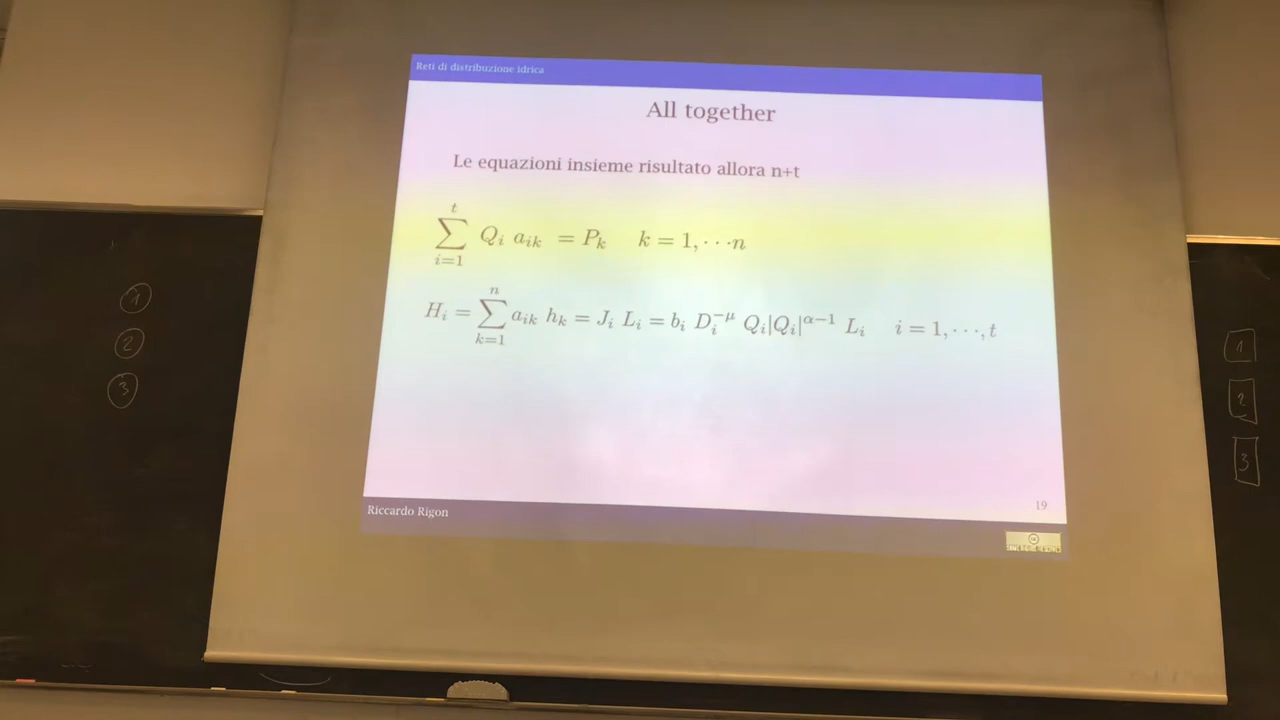 Reti di distribuzione idrica
All together
Le equazioni insieme risultato allora n+t
\sum_{i=1}^{t} Q_i a_{ik} = P_k   k = 1, ··· n
H_i = \sum_{k=1}^{n} a_{ik} h_k = J_i L_i = b_i D_i^{-μ} Q_i|Q_i|^{α-1} L_i   i = 1, ··· , t
19
Riccardo Rigon
1
2
3
1
2
3